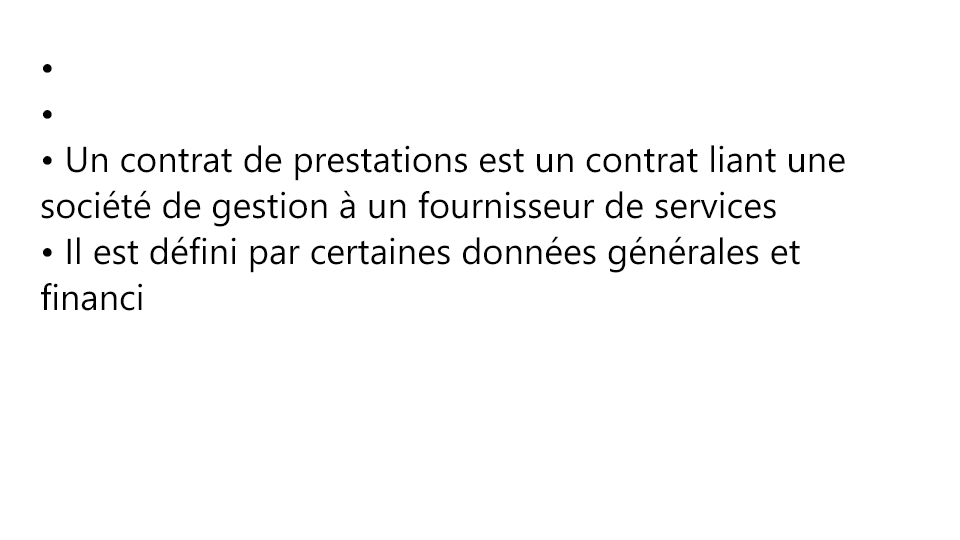 •
•
• Un contrat de prestations est un contrat liant une
société de gestion à un fournisseur de services
• Il est défini par certaines données générales et
financi